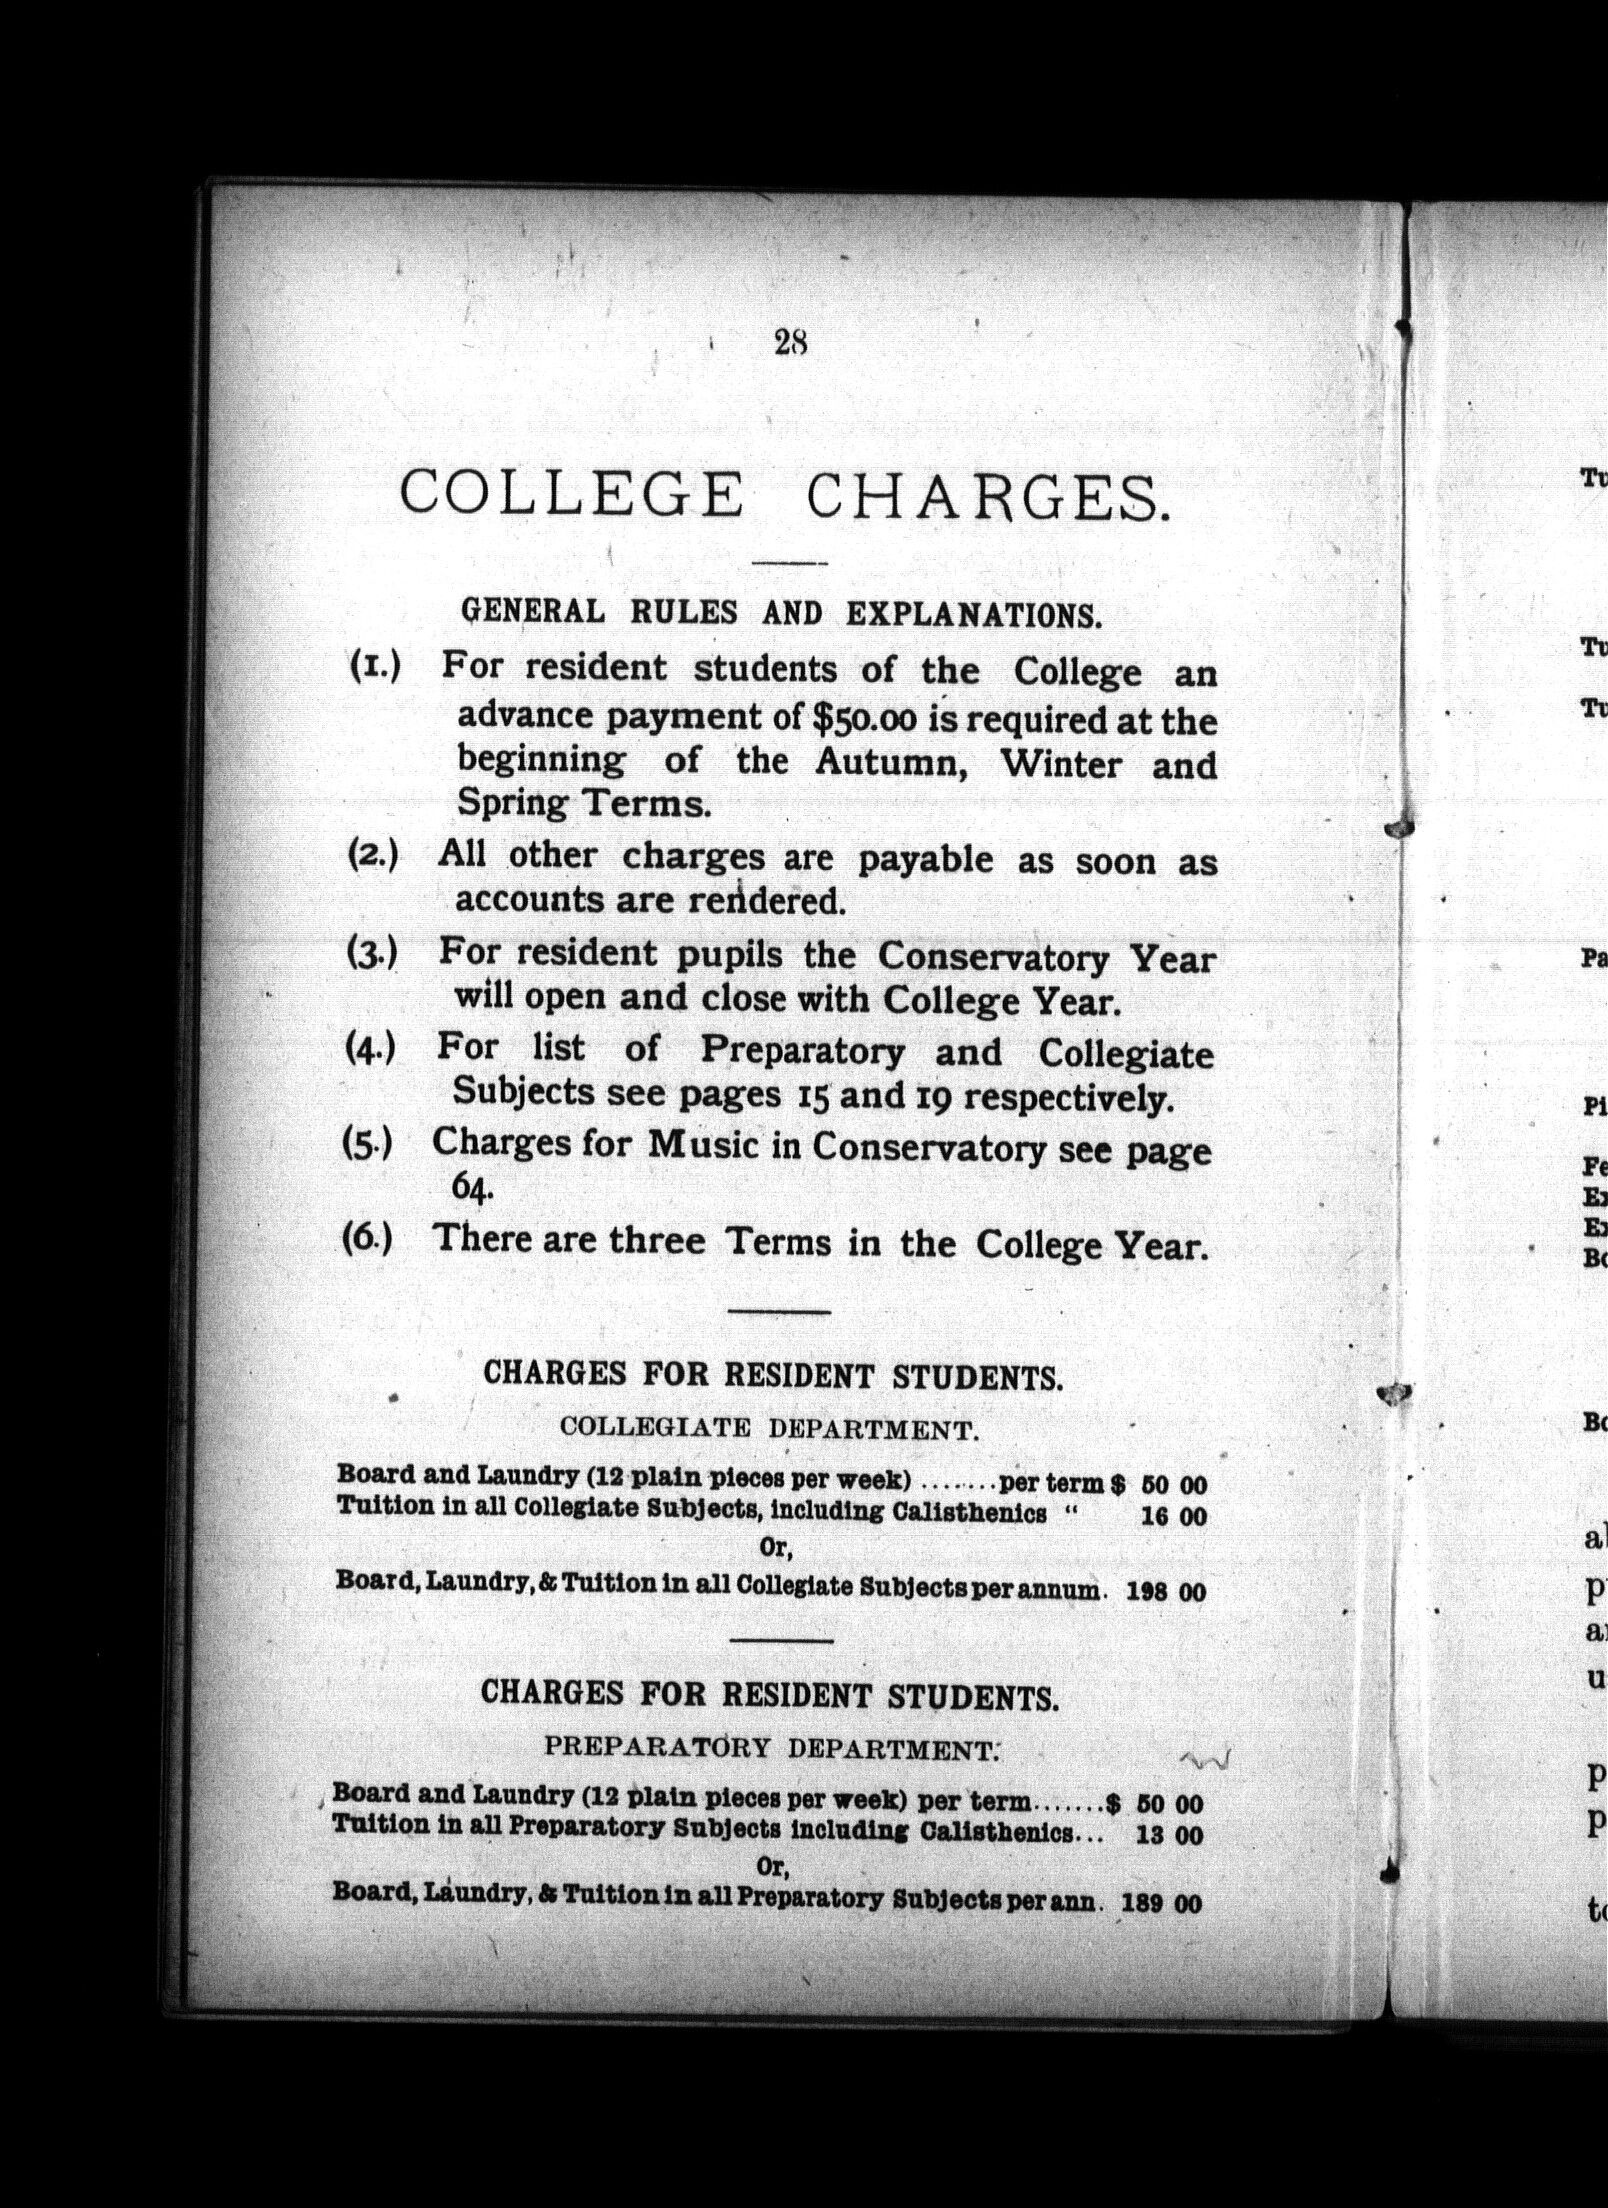 28
COLLEGE CHARGES.
GENERAL RULES AND EXPLANATIONS.
(1.) For resident students of the College an
advance payment of $50.00 is required at the
beginning of the Autumn, Winter and
Spring Terms.
(2.) All other charges are payable as soon as
accounts are rendered.
(3.) For resident pupils the Conservatory Year
will open and close with College Year.
(4.) For list of Preparatory and Collegiate
Subjects see pages 15 and 19 respectively.
(5.) Charges for Music in Conservatory see page
64.
(6.) There are three Terms in the College Year.
CHARGES FOR RESIDENT STUDENTS.
COLLEGIATE DEPARTMENT.
Board and Laundry (12 plain pieces per week) ....... per term $ 50 00
Tuition in all Collegiate Subjects, including Calisthenics " 16 00
Or,
Board, Laundry, & Tuition in all Collegiate Subjects per annum. 198 00
CHARGES FOR RESIDENT STUDENTS.
PREPARATORY DEPARTMENT.
Board and Laundry (12 plain pieces per week) per term.......$ 50 00
Tuition in all Preparatory Subjects including Calisthenics... 13 00
Or,
Board, Laundry, & Tuition in all Preparatory Subjects per ann. 189 00